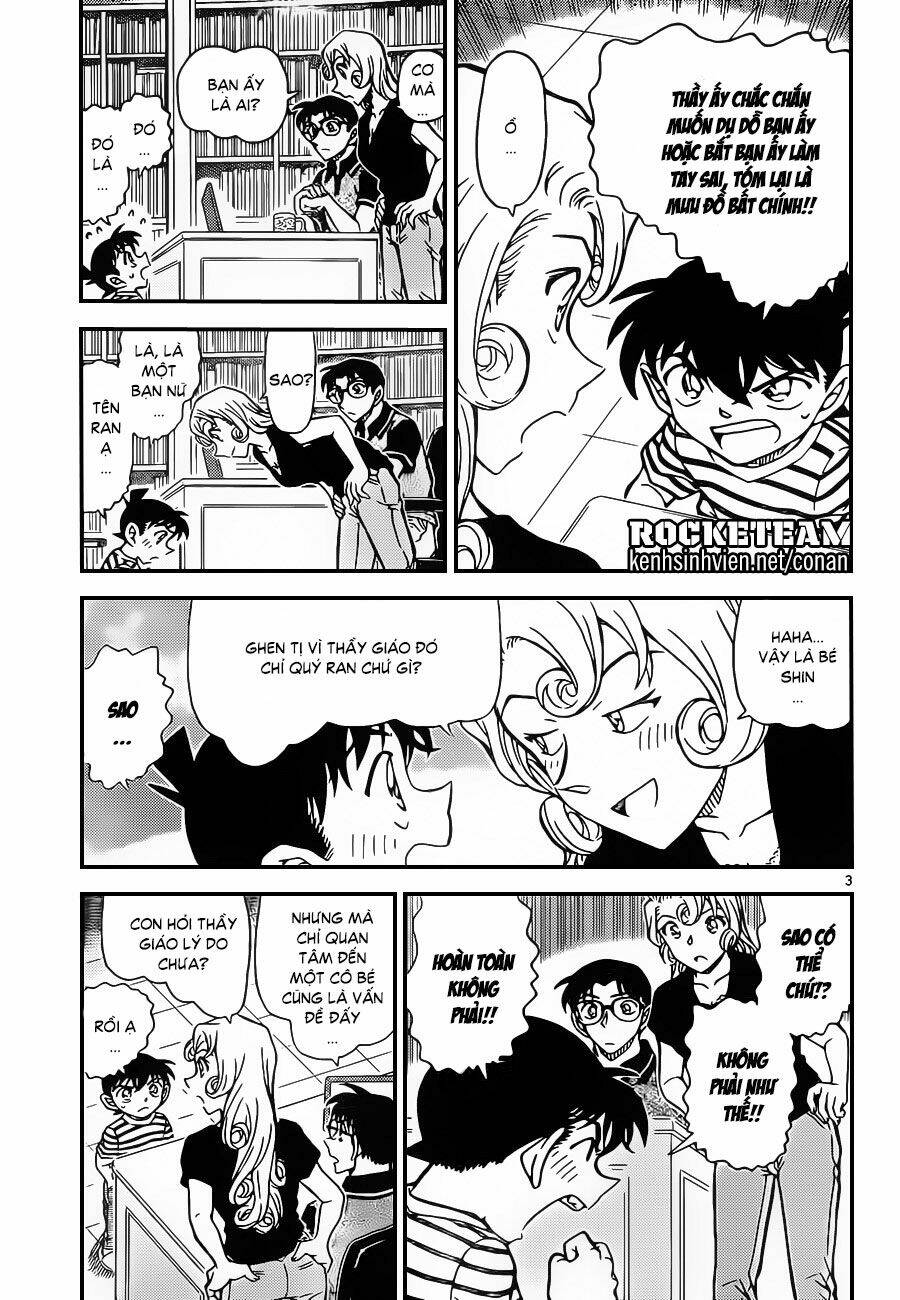 THẦY ẤY CHẮC CHẮN
MUỐN DỤ DỖ BẠN ẤY
HOẶC BẮT BẠN ẤY LÀM
TAY SAI, TÓM LẠI LÀ
MƯU ĐỒ BẤT CHÍNH!!
Ồ
...
ROCKETEAM
kenhsinhvien.net/conan
CƠ
MÀ
...
BẠN ẤY
LÀ AI?
ĐÓ
...
ĐÓ
LÀ
...
SAO?
LÀ, LÀ
MỘT
BẠN NỮ
...
TÊN
RAN Ạ
...
HAHA...
VẬY LÀ BÉ
SHIN
...
GHEN TỊ VÌ THẦY GIÁO ĐÓ
CHỈ QUÝ RAN CHỨ GÌ?
SAO
...
3
SAO CÓ
THỂ
CHÚ!?
KHÔNG
PHẢI NHƯ
THẾ!!
HOÀN TOÀN
KHÔNG
PHẢI!!
NHƯNG MÀ
CHỈ QUAN
TÂM ĐẾN
MỘT CÔ BÉ
CŨNG LÀ VẤN
ĐỀ ĐẤY
CON HỎI THẦY
GIÁO LÝ DO
CHƯA?
RỒI Ạ
...